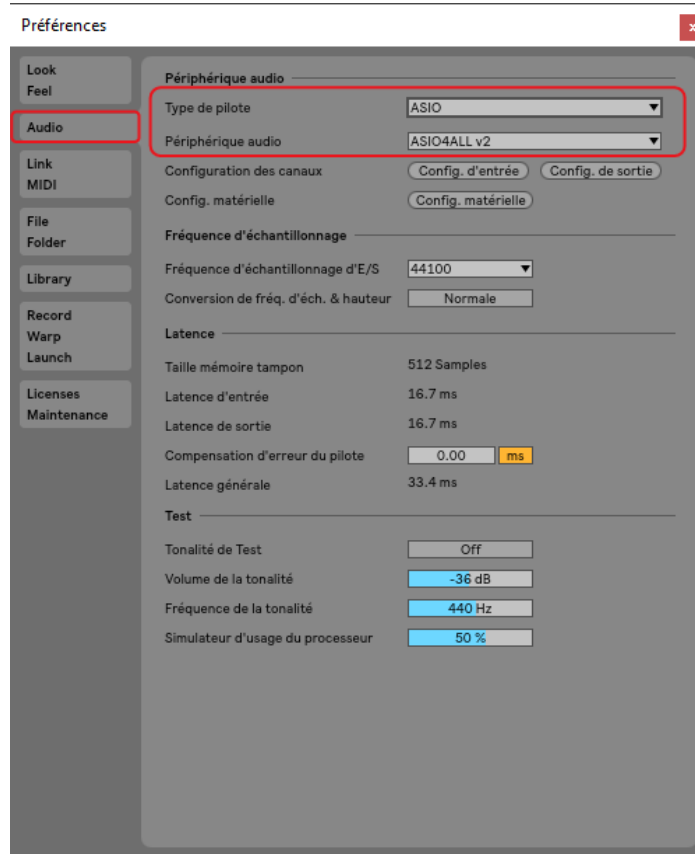 Préférences
x
Look
Feel
Audio
Link
MIDI
File
Folder
Library
Record
Warp
Launch
Licenses
Maintenance
Périphérique audio
Type de pilote ASIO
Périphérique audio ASIO4ALL v2
Configuration des canaux Config. d'entrée Config. de sortie
Config. matérielle Config. matérielle
Fréquence d'échantillonnage
Fréquence d'échantillonnage d'E/S 44100
Conversion de fréq. d'éch. & hauteur Normale
Latence
Taille mémoire tampon 512 Samples
Latence d'entrée 16.7 ms
Latence de sortie 16.7 ms
Compensation d'erreur du pilote 0.00 ms
Latence générale 33.4 ms
Test
Tonalité de Test Off
Volume de la tonalité -36 dB
Fréquence de la tonalité 440 Hz
Simulateur d'usage du processeur 50 %